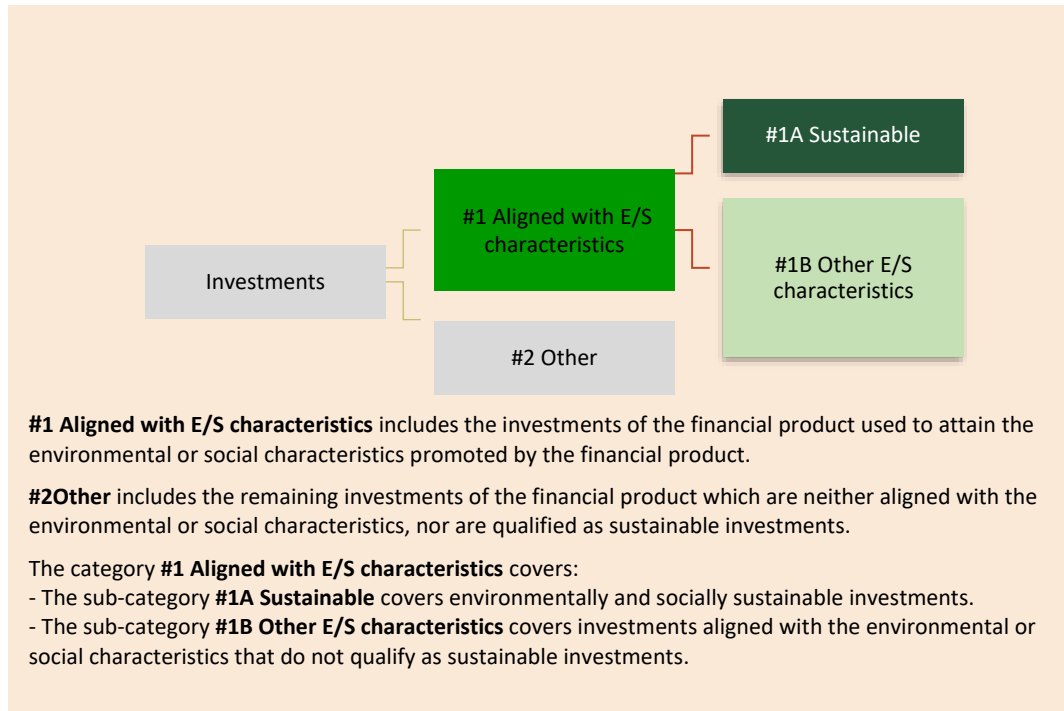 #1A Sustainable
#1 Aligned with E/S
characteristics
#1B Other E/S
characteristics
Investments
#2 Other
#1 Aligned with E/S characteristics includes the investments of the financial product used to attain the
environmental or social characteristics promoted by the financial product.
#2Other includes the remaining investments of the financial product which are neither aligned with the
environmental or social characteristics, nor are qualified as sustainable investments.
The category #1 Aligned with E/S characteristics covers:
- The sub-category #1A Sustainable covers environmentally and socially sustainable investments.
- The sub-category #1B Other E/S characteristics covers investments aligned with the environmental or
social characteristics that do not qualify as sustainable investments.